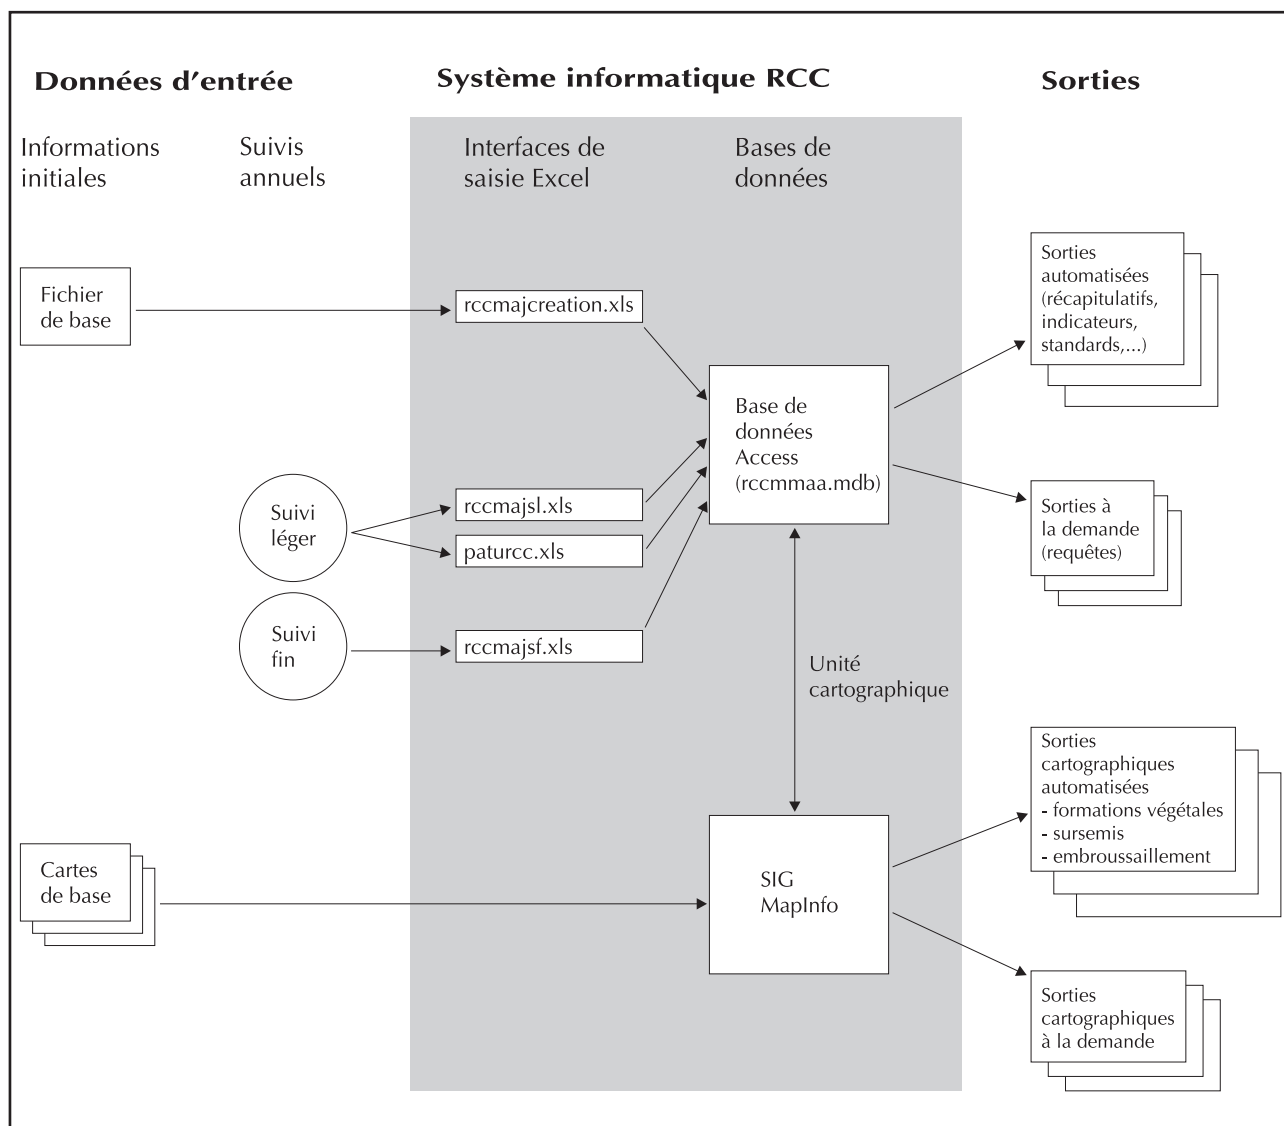 Données d'entrée
Système informatique RCC
Sorties
Informations
initiales
Suivis
annuels
Interfaces de
saisie Excel
Bases de
données
Fichier
de base
rccmajcreation.xls
Sorties
automatisées
(récapitulatifs,
indicateurs,
standards,...)
Base de
données
Access
(rccmmaa.mdb)
Suivi
léger
rccmajsl.xls
paturcc.xls
Sorties à
la demande
(requêtes)
Suivi
fin
rccmajsf.xls
Unité
cartographique
Sorties
cartographiques
automatisées
- formations végétales
- sursemis
- embroussaillement
Cartes
de base
SIG
MapInfo
Sorties
cartographiques
à la demande